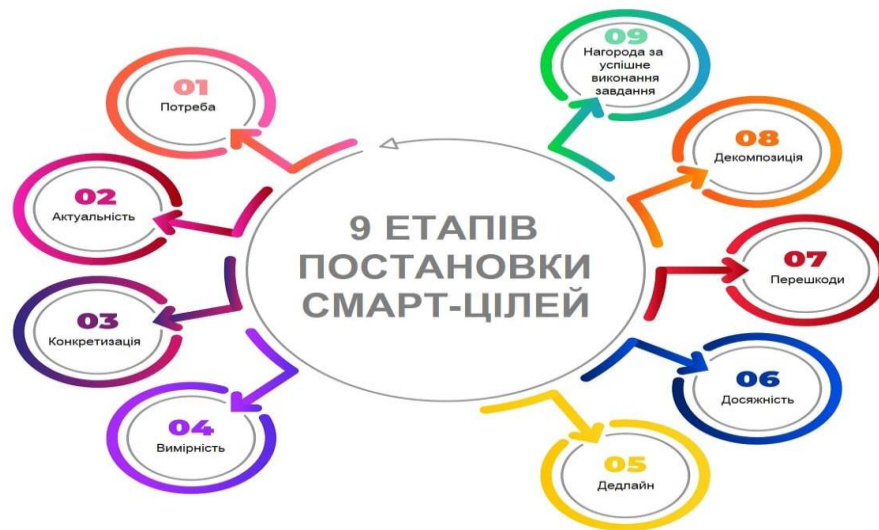 9 ЕТАПІВ
ПОСТАНОВКИ
СМАРТ-ЦІЛЕЙ
01
Потреба
02
Актуальність
03
Конкретизація
04
Вимірність
05
Дедлайн
06
Досяжність
07
Перешкоди
08
Декомпозиція
09
Нагорода за
успішне
виконання
завдання